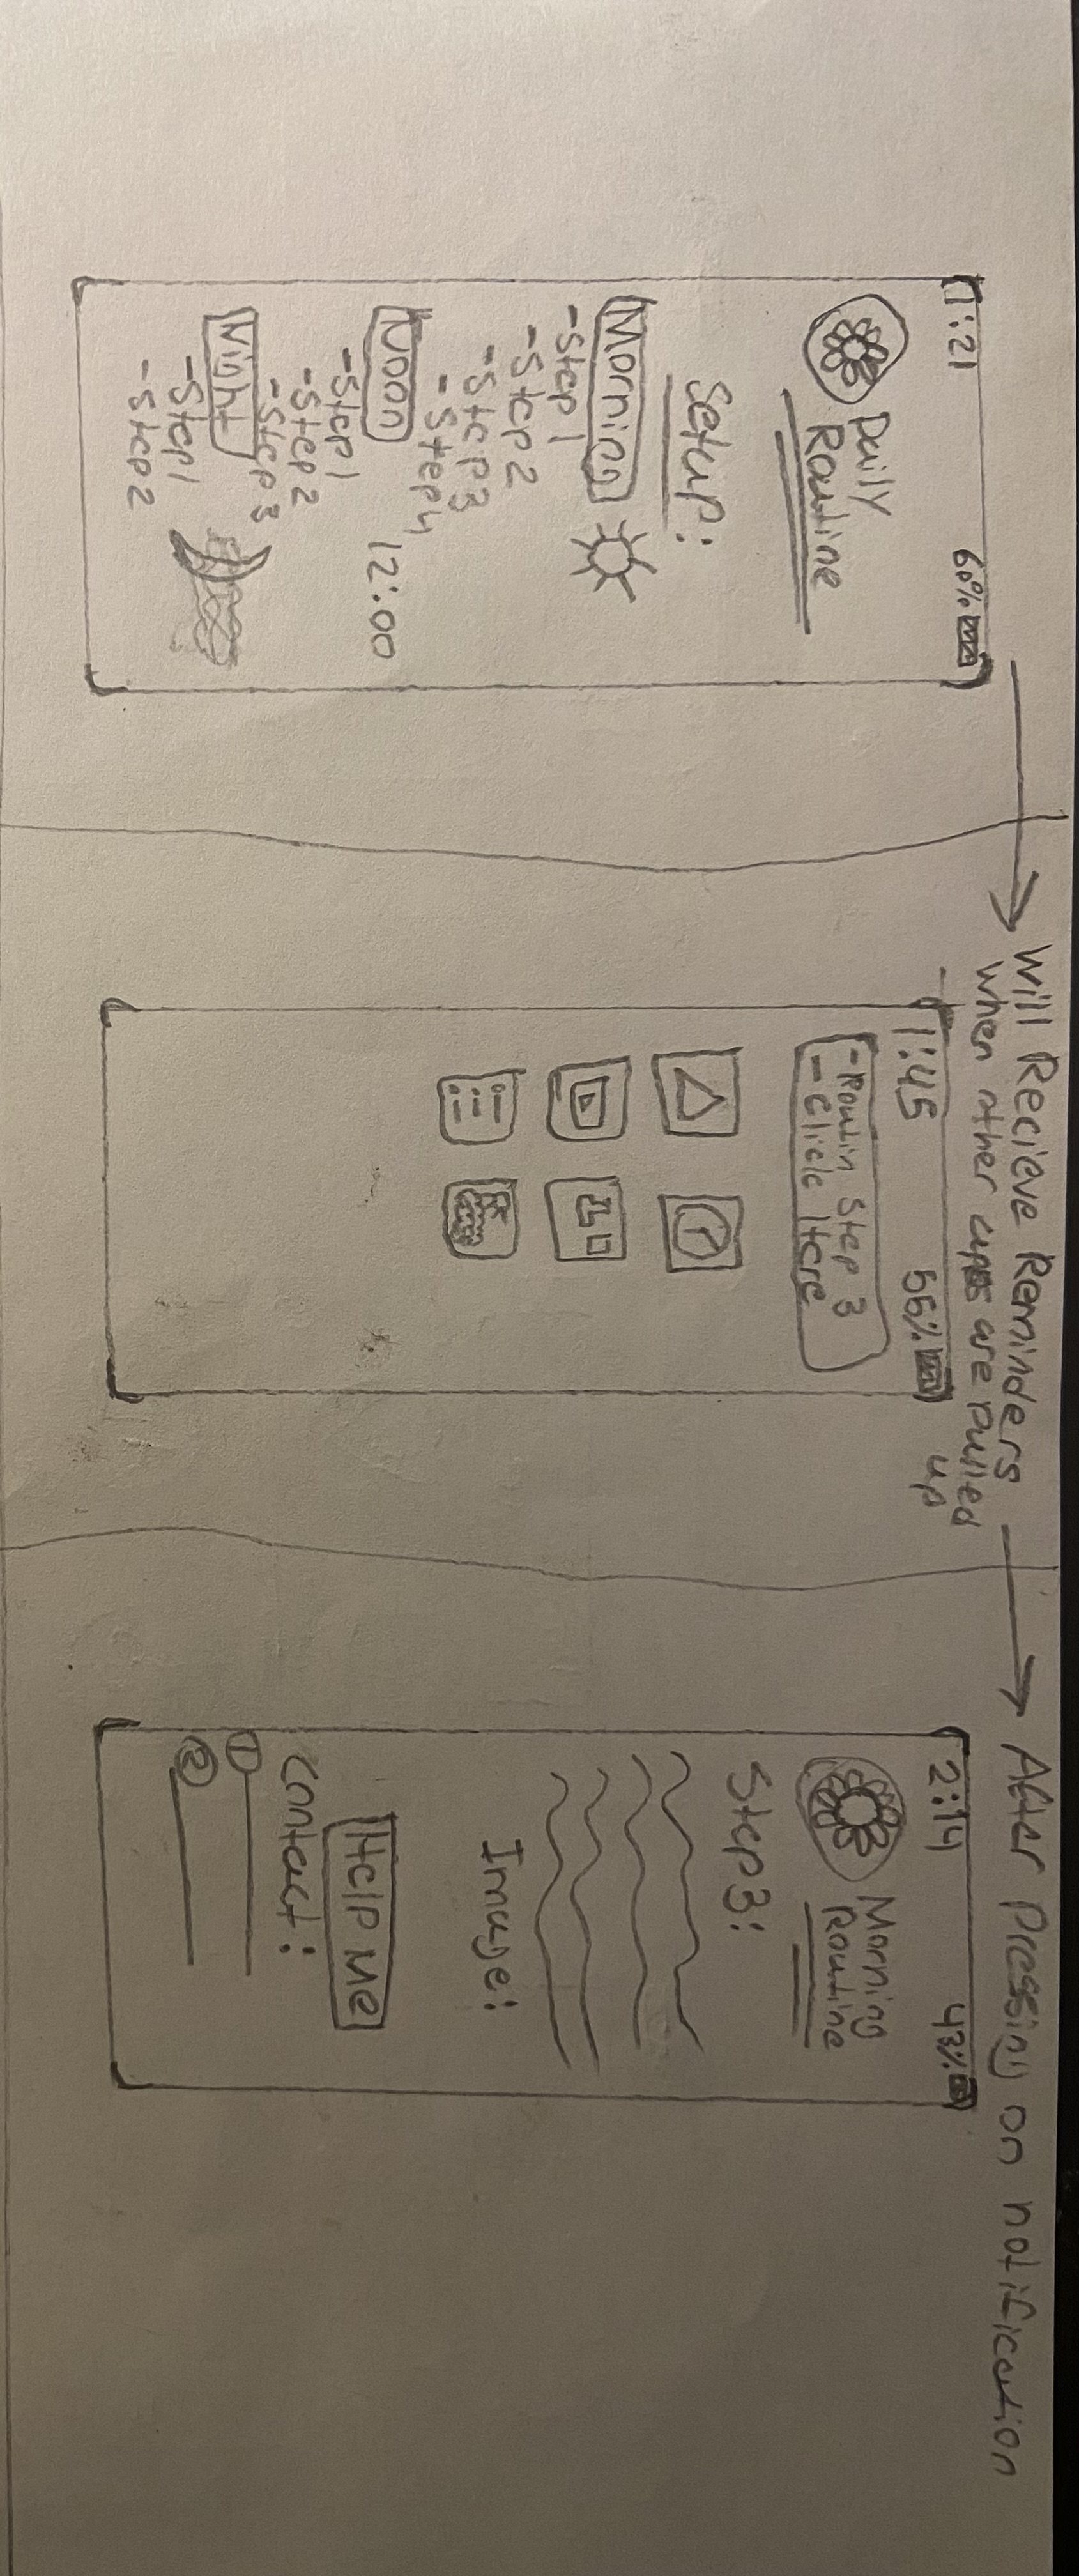 1:21 60%
Daily
Routine
Setup:
Morning
-Step 1
-Step 2
-Step 3
-Step 4
Noon 12:00
-Step 1
-Step 2
-Step 3
Night
-Step 1
-Step 2
Will Recieve Reminders
When other apps are pulled
up
1:45 55%
-Routin Step 3
- Click Here
After pressing on notification
2:14 43%
Morning
Routine
Step 3:
Image:
Help Me
Contact:
1
2